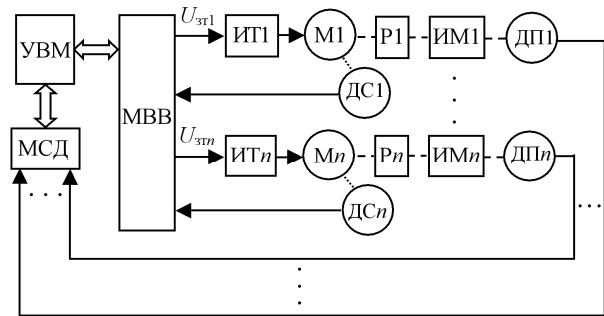 Uзт1
УВМ
МВВ
ИТ1
М1
Р1
ИМ1
ДП1
ДС1
МСД
Uзтn
ИТn
Мn
Рn
ИМn
ДПn
ДСn